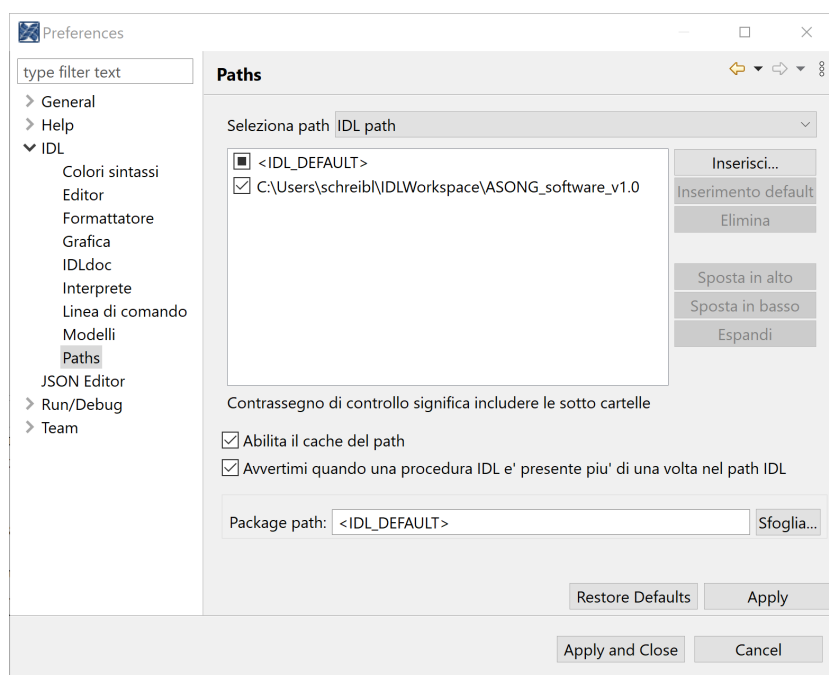 Preferences
type filter text
Paths
General
Help
IDL
Colori sintassi
Editor
Formattatore
Grafica
IDLdoc
Interprete
Linea di comando
Modelli
Paths
JSON Editor
Run/Debug
Team
Seleziona path IDL path
<IDL_DEFAULT>
C:\Users\schreibl\IDLWorkspace\ASONG_software_v1.0
Inserisci...
Inserimento default
Elimina
Sposta in alto
Sposta in basso
Espandi
Contrassegno di controllo significa includere le sotto cartelle
Abilita il cache del path
Avvertimi quando una procedura IDL e' presente piu' di una volta nel path IDL
Package path: <IDL_DEFAULT> Sfoglia...
Restore Defaults Apply
Apply and Close Cancel